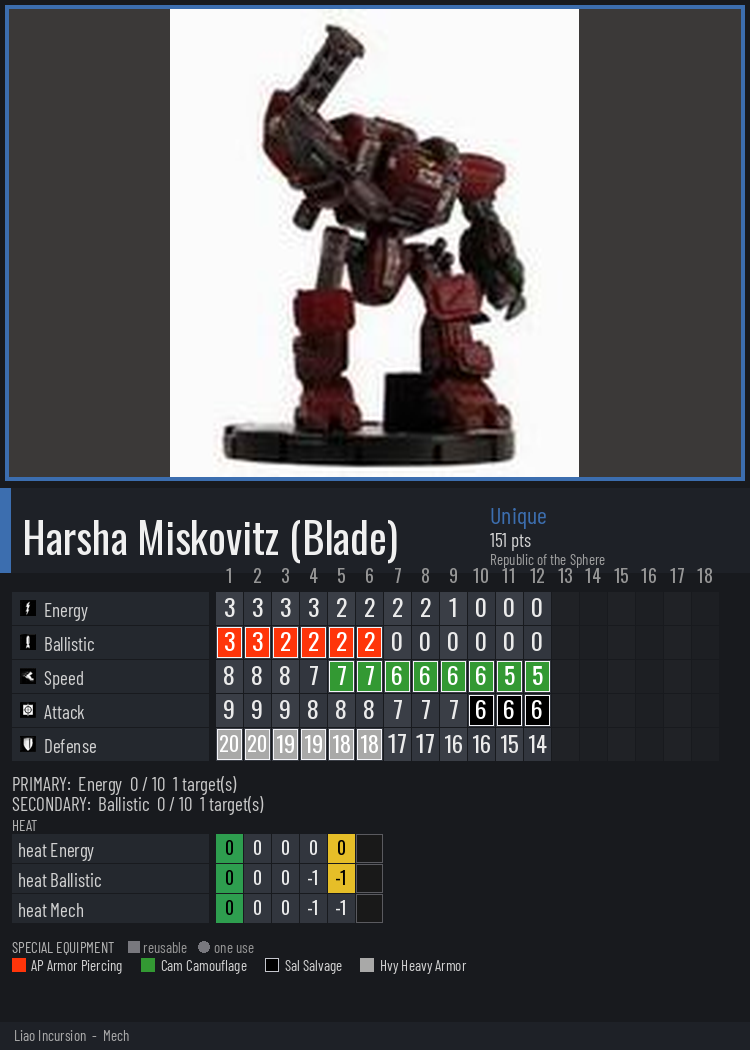 Harsha Miskovitz (Blade)
Unique
151 pts
Republic of the Sphere
1 2 3 4 5 6 7 8 9 10 11 12 13 14 15 16 17 18
Energy 3 3 3 3 2 2 2 2 1 0 0 0
Ballistic 3 3 2 2 2 2 0 0 0 0 0 0
Speed 8 8 8 7 7 7 6 6 6 6 5 5
Attack 9 9 9 8 8 8 7 7 7 6 6 6
Defense 20 20 19 19 18 18 17 17 16 16 15 14
PRIMARY: Energy 0 / 10 1 target(s)
SECONDARY: Ballistic 0 / 10 1 target(s)
HEAT
heat Energy 0 0 0 0 0
heat Ballistic 0 0 0 -1 -1
heat Mech 0 0 0 -1 -1
SPECIAL EQUIPMENT reusable one use
AP Armor Piercing Cam Camouflage Sal Salvage Hvy Heavy Armor
Liao Incursion - Mech